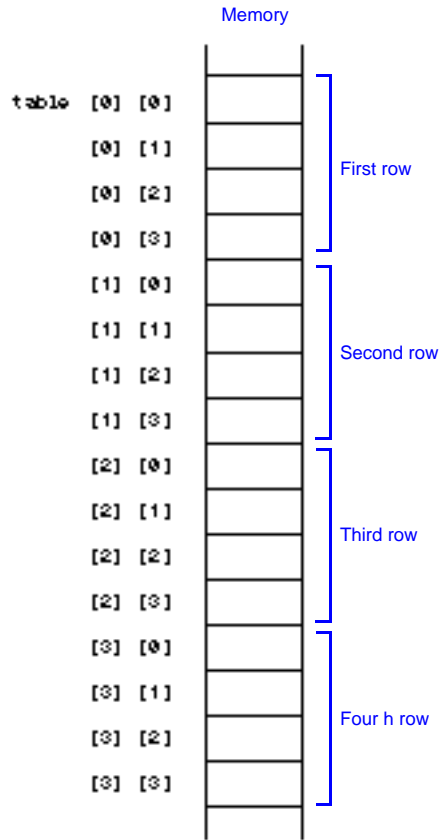 Memory
table [0] [0]
[0] [1]
First row
[0] [2]
[0] [3]
[1] [0]
[1] [1]
Second row
[1] [2]
[1] [3]
[2] [0]
[2] [1]
Third row
[2] [2]
[2] [3]
[3] [0]
[3] [1]
Four h row
[3] [2]
[3] [3]